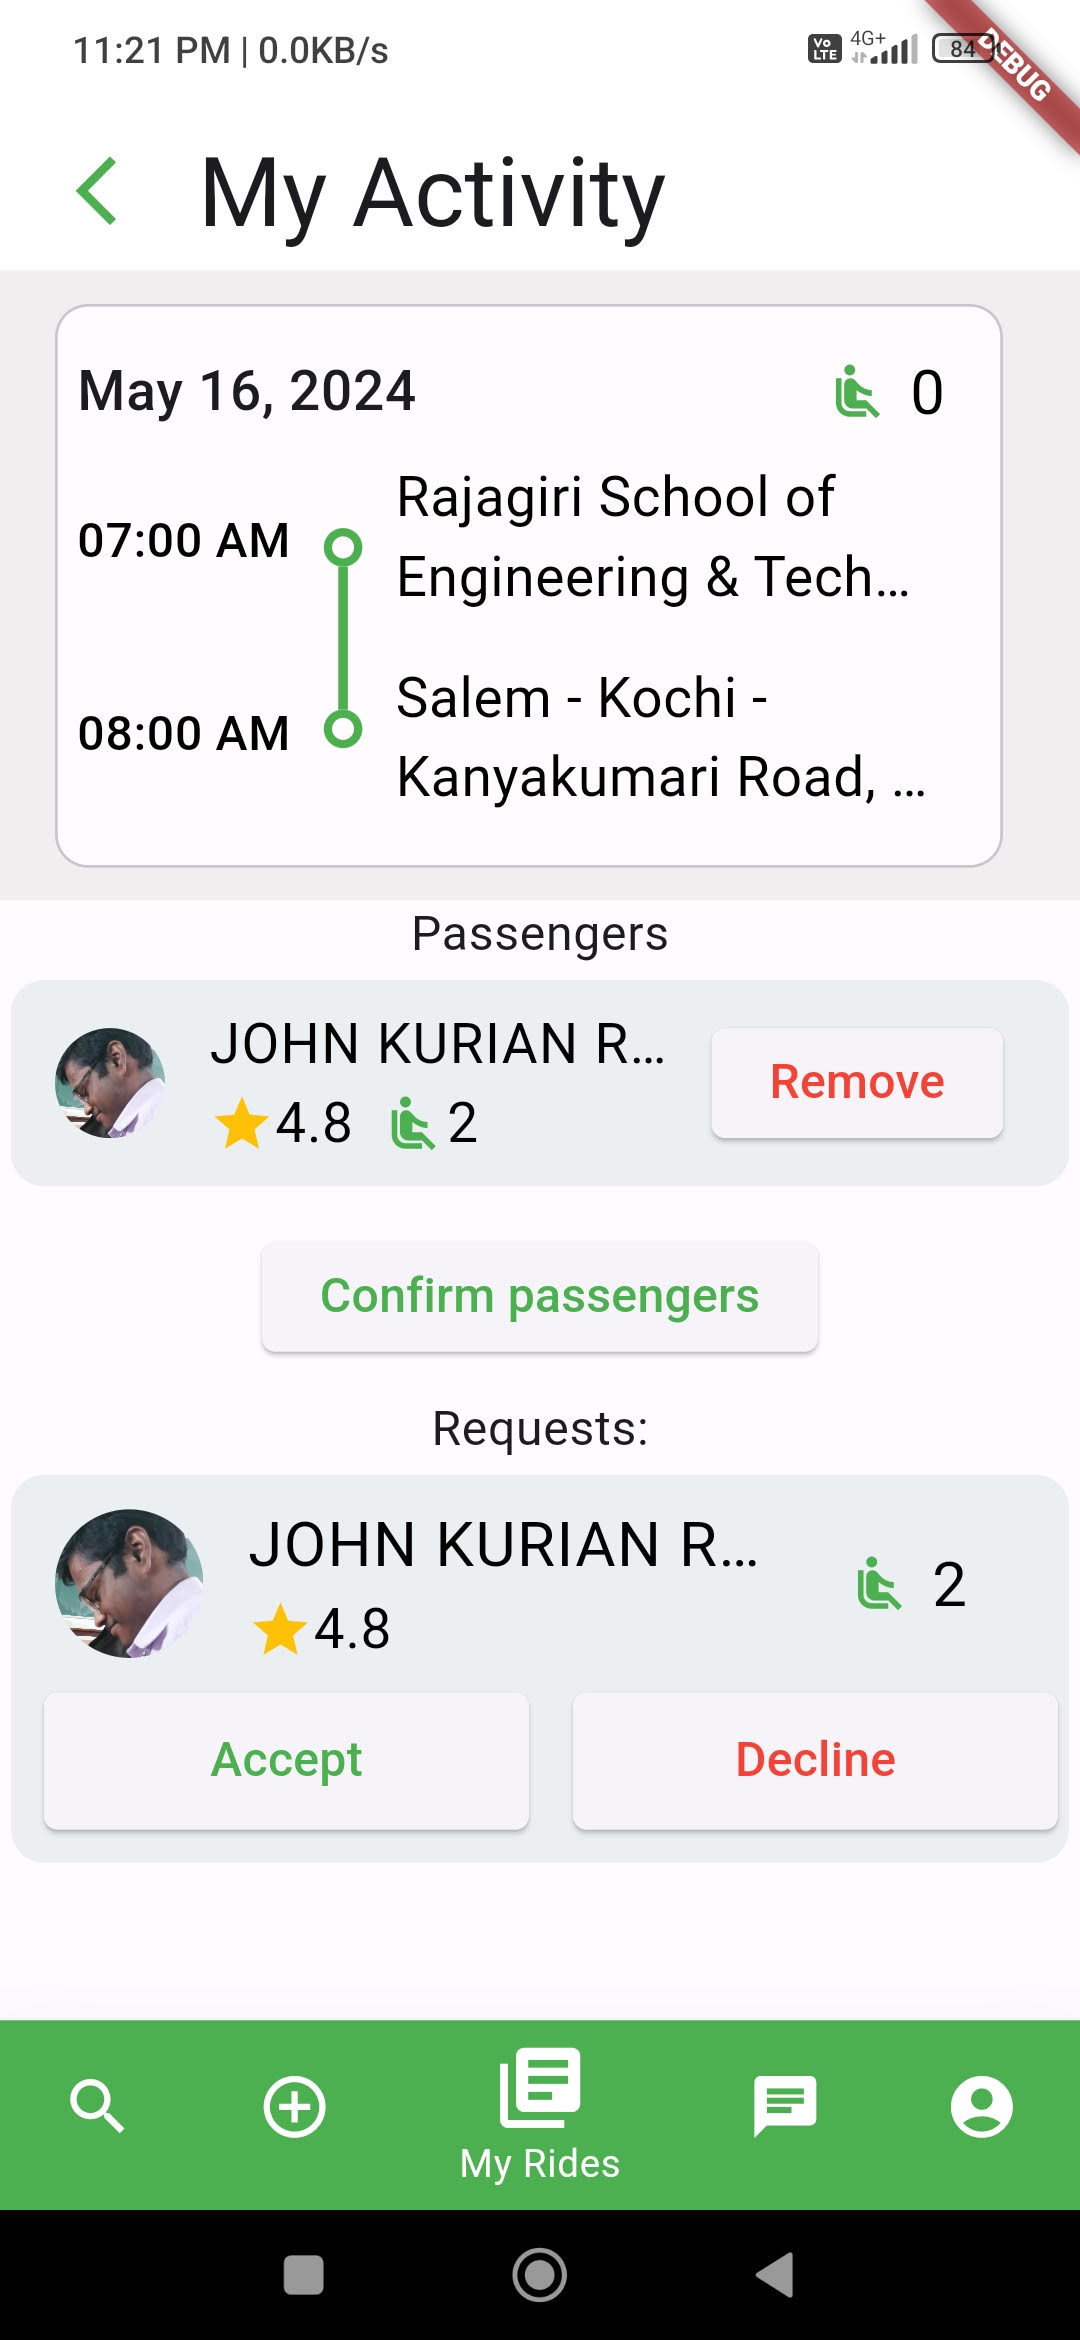 11:21 PM | 0.0KB/s
Vo LTE 4G+ 84
DEBUG
My Activity
May 16, 2024 0
07:00 AM
Rajagiri School of
Engineering & Tech...
08:00 AM
Salem - Kochi -
Kanyakumari Road, ...
Passengers
JOHN KURIAN R...
4.8 2
Remove
Confirm passengers
Requests:
JOHN KURIAN R...
4.8
2
Accept Decline
My Rides